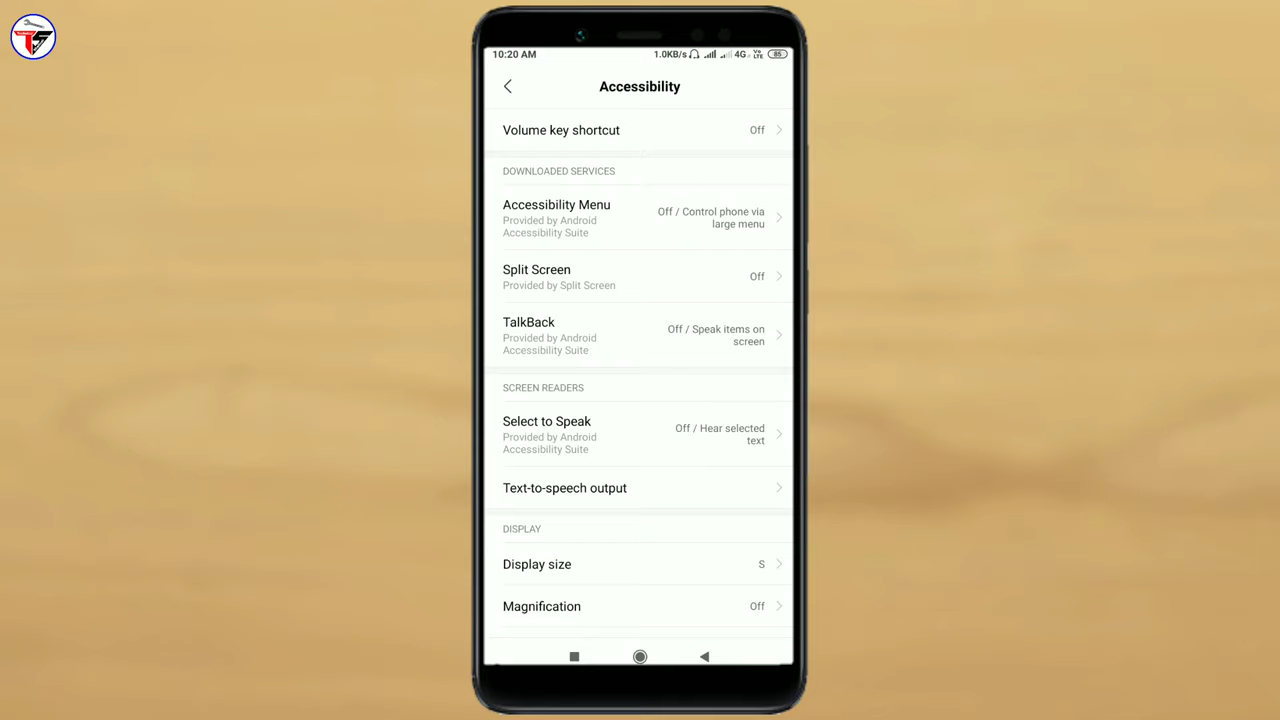 10:20 AM
1.0KB/s 4G Vo LTE 85
Accessibility
Volume key shortcut Off
DOWNLOADED SERVICES
Accessibility Menu
Provided by Android
Accessibility Suite
Off / Control phone via
large menu
Split Screen
Provided by Split Screen
Off
TalkBack
Provided by Android
Accessibility Suite
Off / Speak items on
screen
SCREEN READERS
Select to Speak
Provided by Android
Accessibility Suite
Off / Hear selected
text
Text-to-speech output
DISPLAY
Display size S
Magnification Off